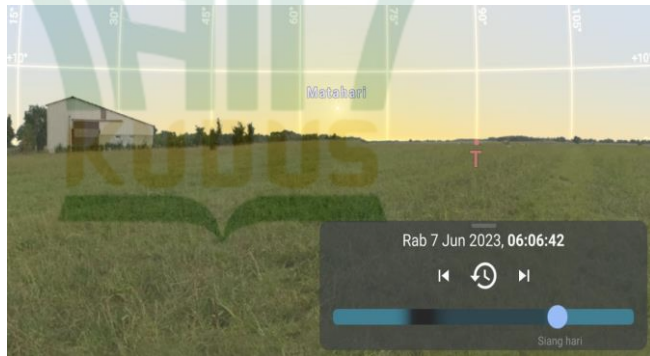 15° 30° 45° 60° 75° 90° 105°
+10° +10°
Matahari
KUDUS
T
Rab 7 Jun 2023, 06:06:42
Siang hari